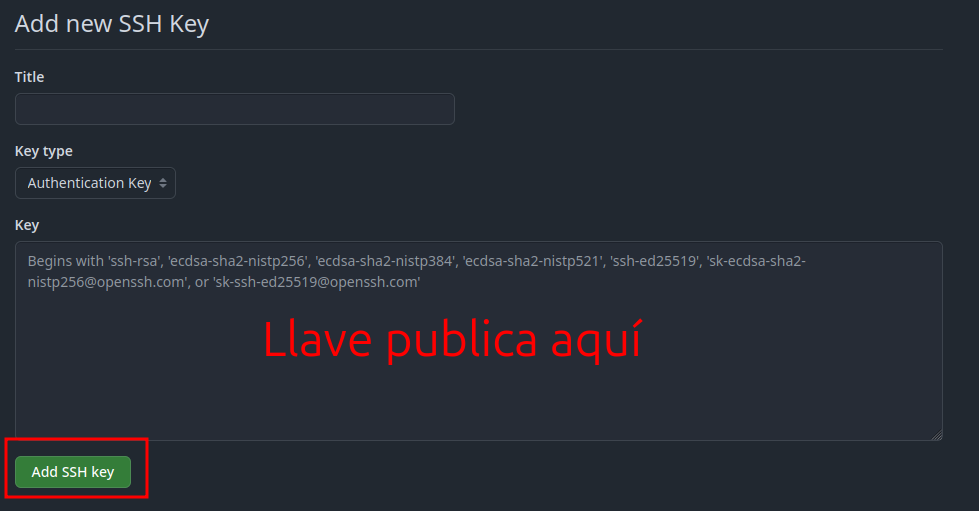 Add new SSH Key
Title
Key type
Authentication Key
Key
Begins with 'ssh-rsa', 'ecdsa-sha2-nistp256', 'ecdsa-sha2-nistp384', 'ecdsa-sha2-nistp521', 'ssh-ed25519', 'sk-ecdsa-sha2-
nistp256@openssh.com', or 'sk-ssh-ed25519@openssh.com'
Llave publica aquí
Add SSH key